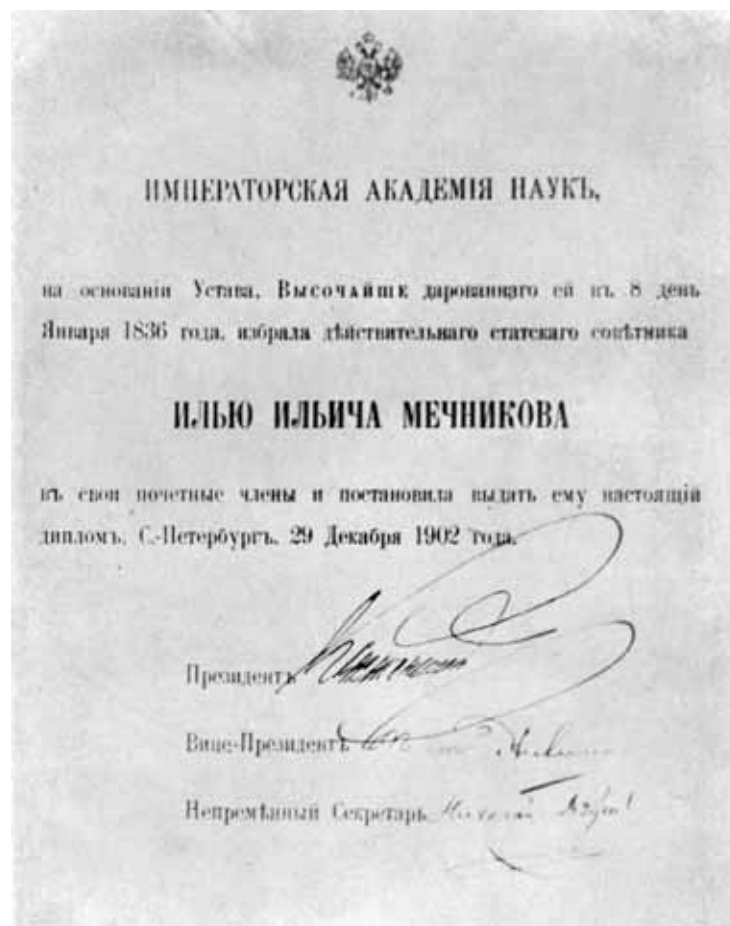 ИМПЕРАТОРСКАЯ АКАДЕМІЯ НАУКЪ,
на основаніи Устава, Высочайше дарованнаго ей въ 8 день
Января 1836 года, избрала дѣйствительнаго статскаго совѣтника
ИЛЬЮ ИЛЬИЧА МЕЧНИКОВА
въ свои почетные члены и постановила выдать ему настоящій
дипломъ. С.-Петербургъ. 29 Декабря 1902 года.
Президентъ
Вице-Президентъ
Непремѣнный Секретарь